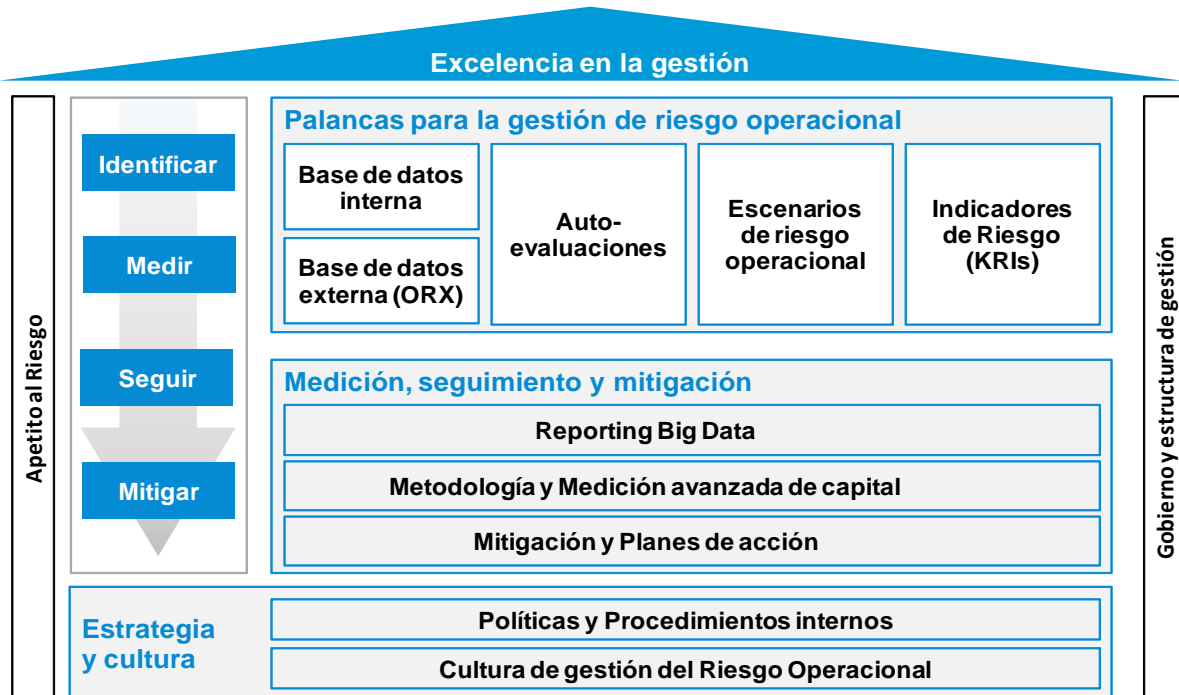 Excelencia en la gestión
Apetito al Riesgo
Identificar
Medir
Seguir
Mitigar
Palancas para la gestión de riesgo operacional
Base de datos
interna
Base de datos
externa (ORX)
Auto-
evaluaciones
Escenarios
de riesgo
operacional
Indicadores
de Riesgo
(KRIs)
Medición, seguimiento y mitigación
Reporting Big Data
Metodología y Medición avanzada de capital
Mitigación y Planes de acción
Estrategia
y cultura
Políticas y Procedimientos internos
Cultura de gestión del Riesgo Operacional
Gobierno y estructura de gestión